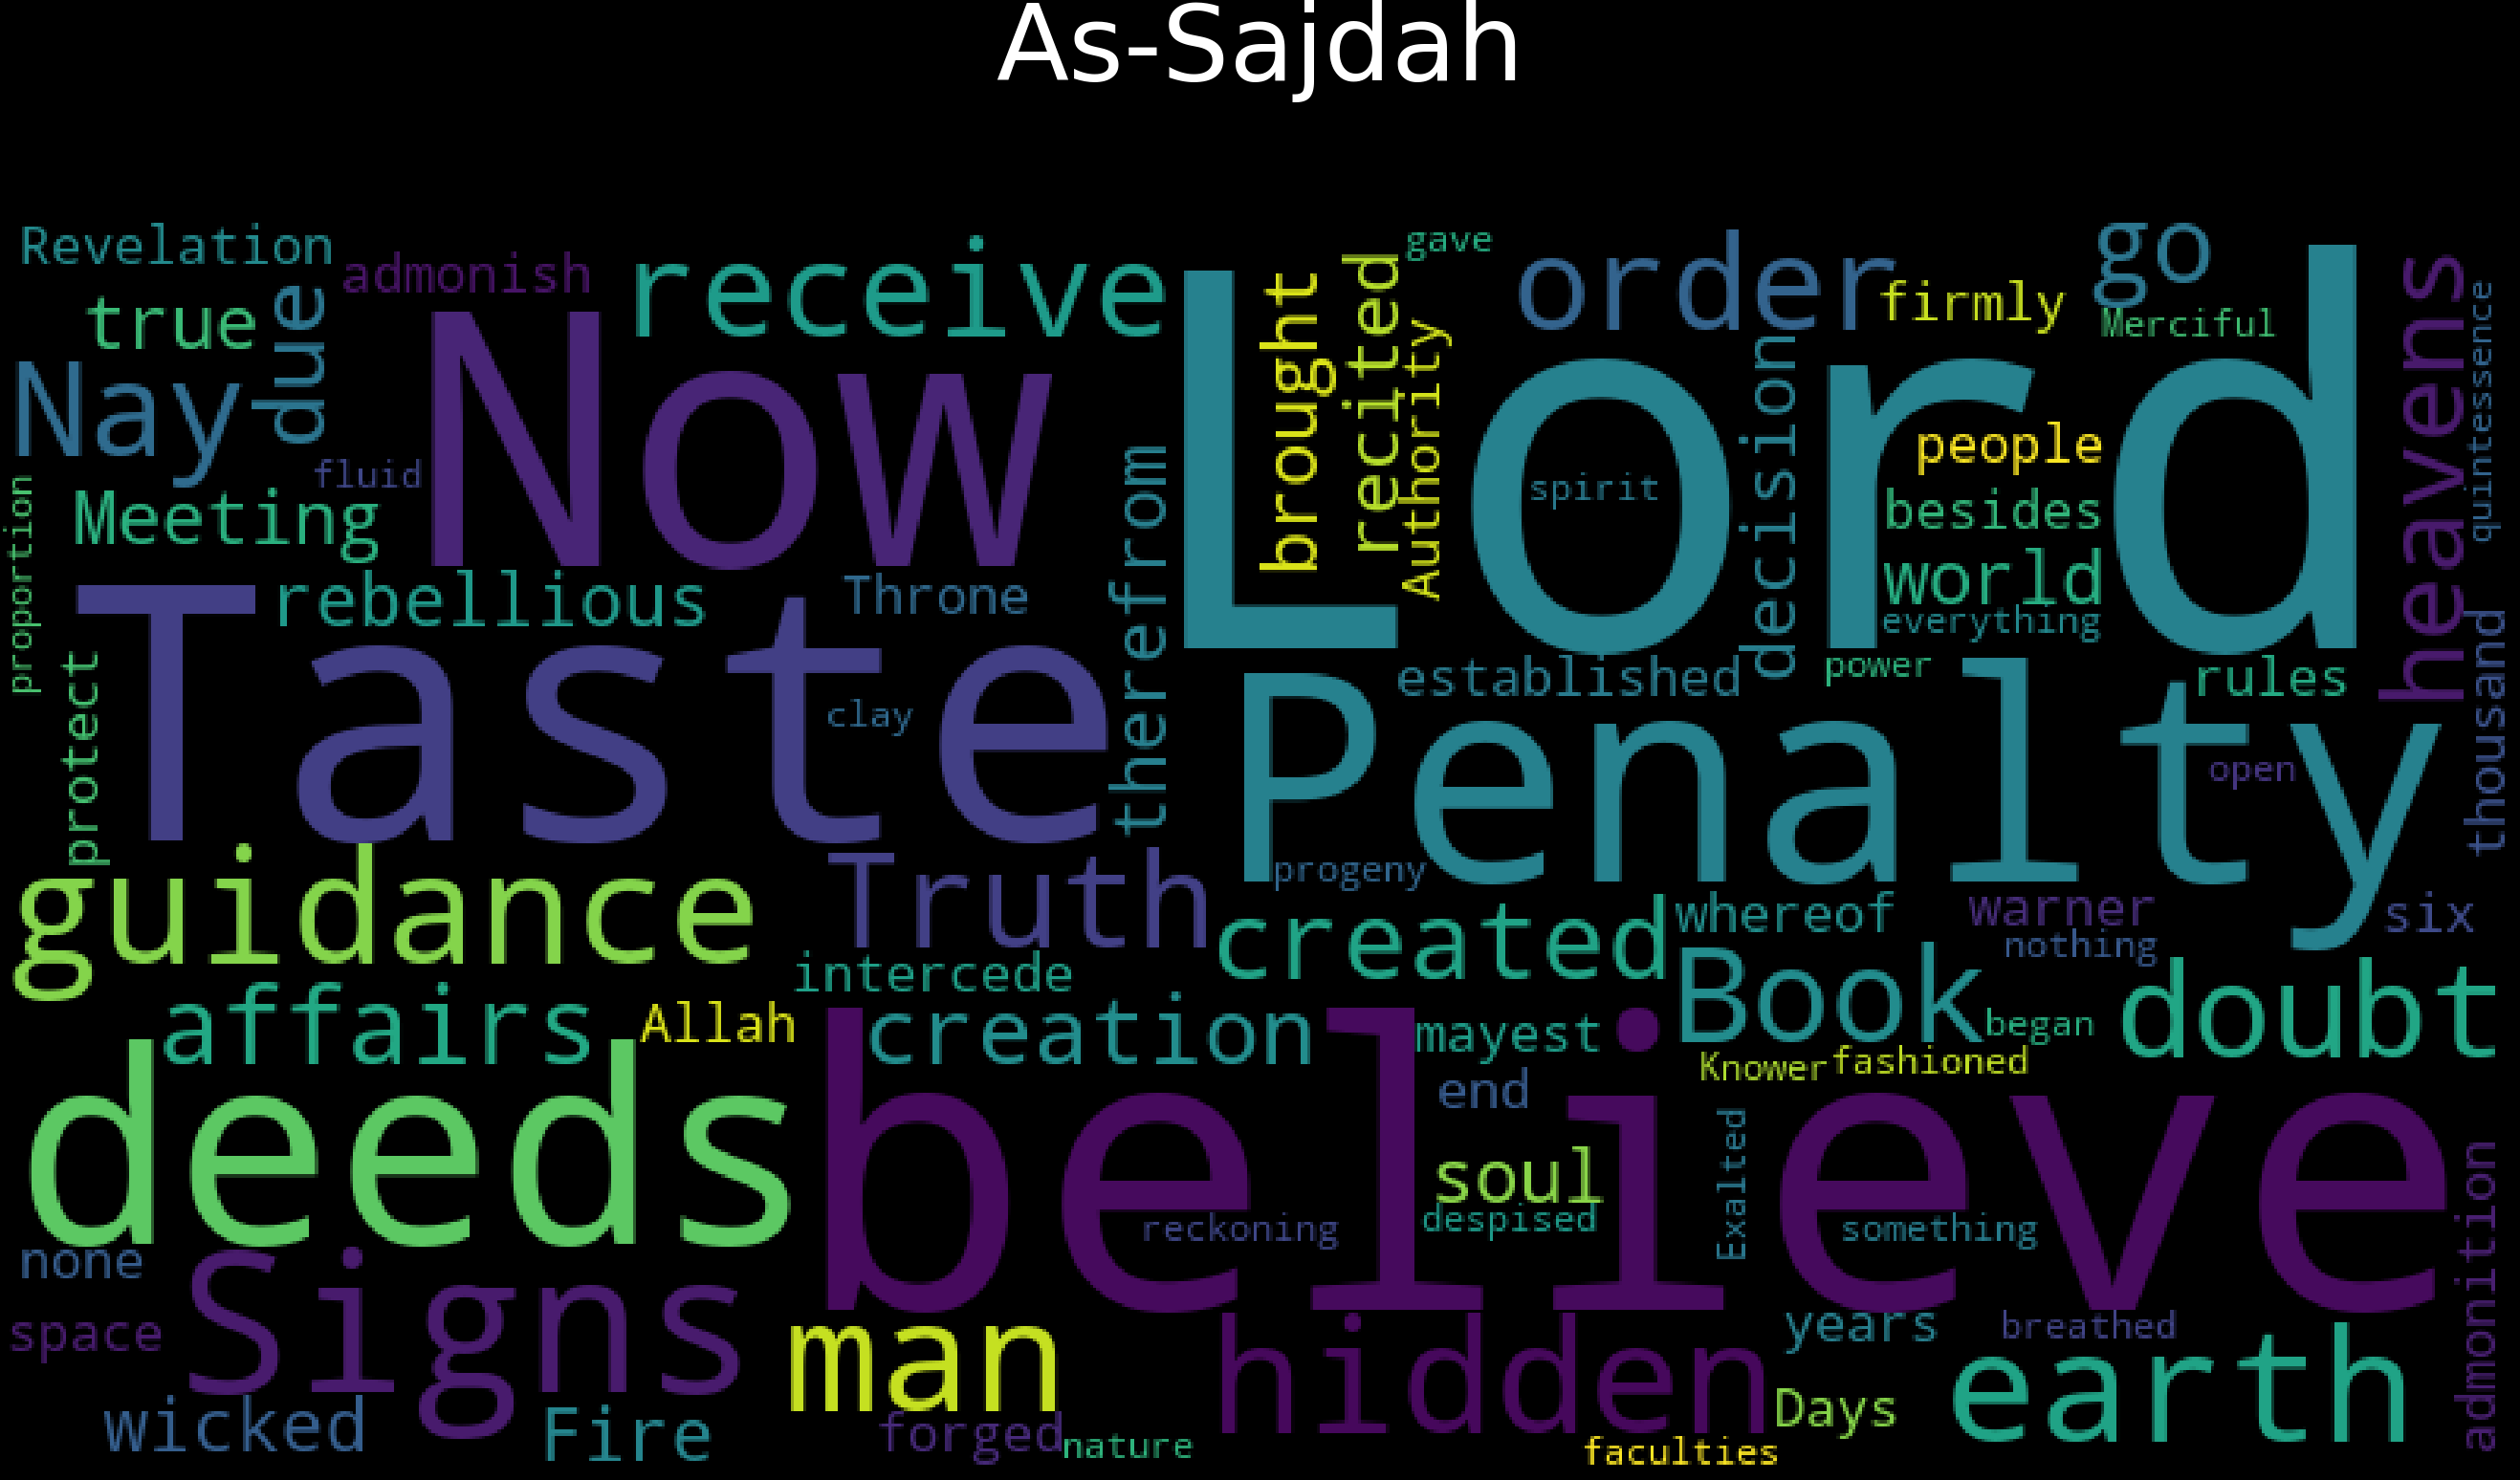 As-Sajdah
Revelation
admonish
receive
gave
order
go
firmly
Merciful
true
due
Nay
Now
Lord
brought
recited
Authority
decision
people
besides
world
everything
heavens
quintessence
fluid
spirit
Meeting
proportion
rebellious
Throne
therefrom
Taste
clay
protect
established
power
rules
Penalty
open
thousand
guidance
Truth
progeny
created
whereof
warner
nothing
six
intercede
Book
doubt
affairs
Allah
creation
mayest
began
Knower
fashioned
deeds
believe
end
soul
despised
Exalted
reckoning
something
admonition
none
Signs
space
man
hidden
years
breathed
earth
wicked
Fire
forged
nature
Days
faculties